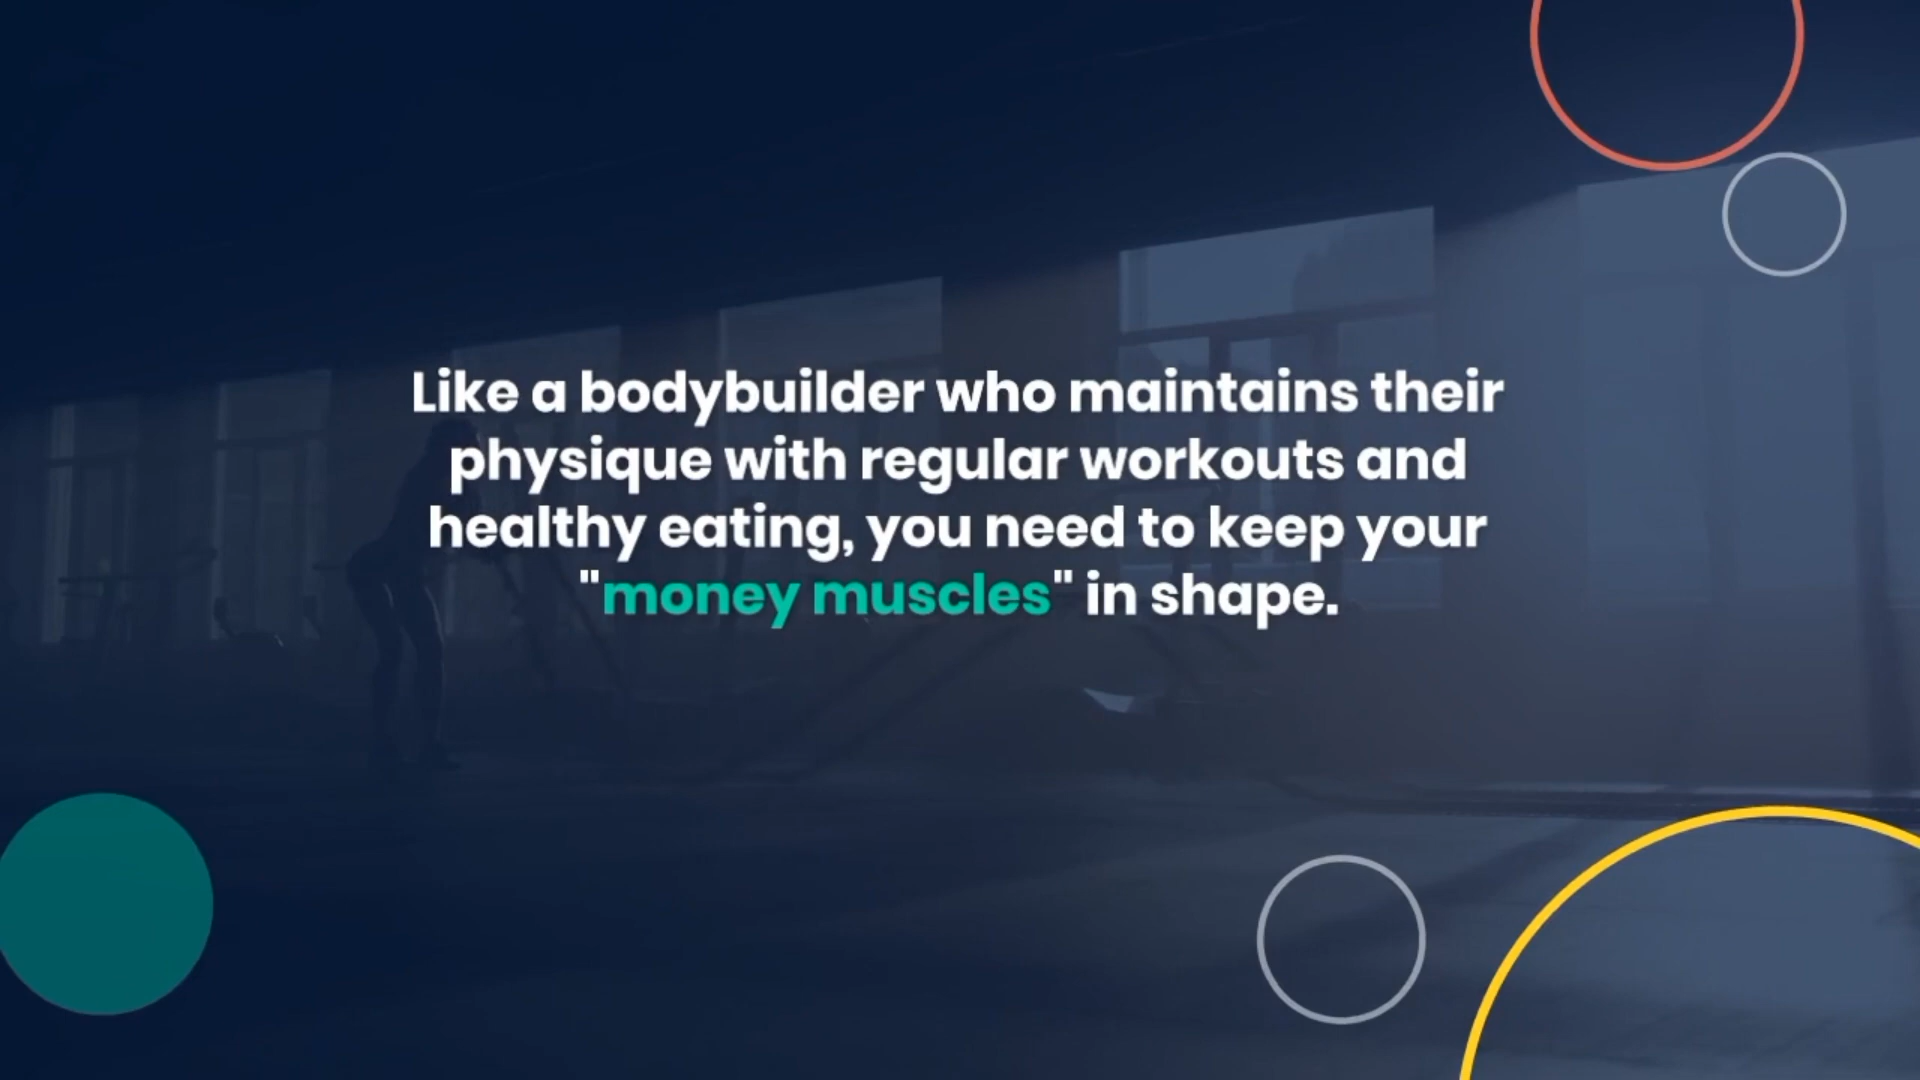 Like a bodybuilder who maintains their
physique with regular workouts and
healthy eating, you need to keep your
"money muscles" in shape.